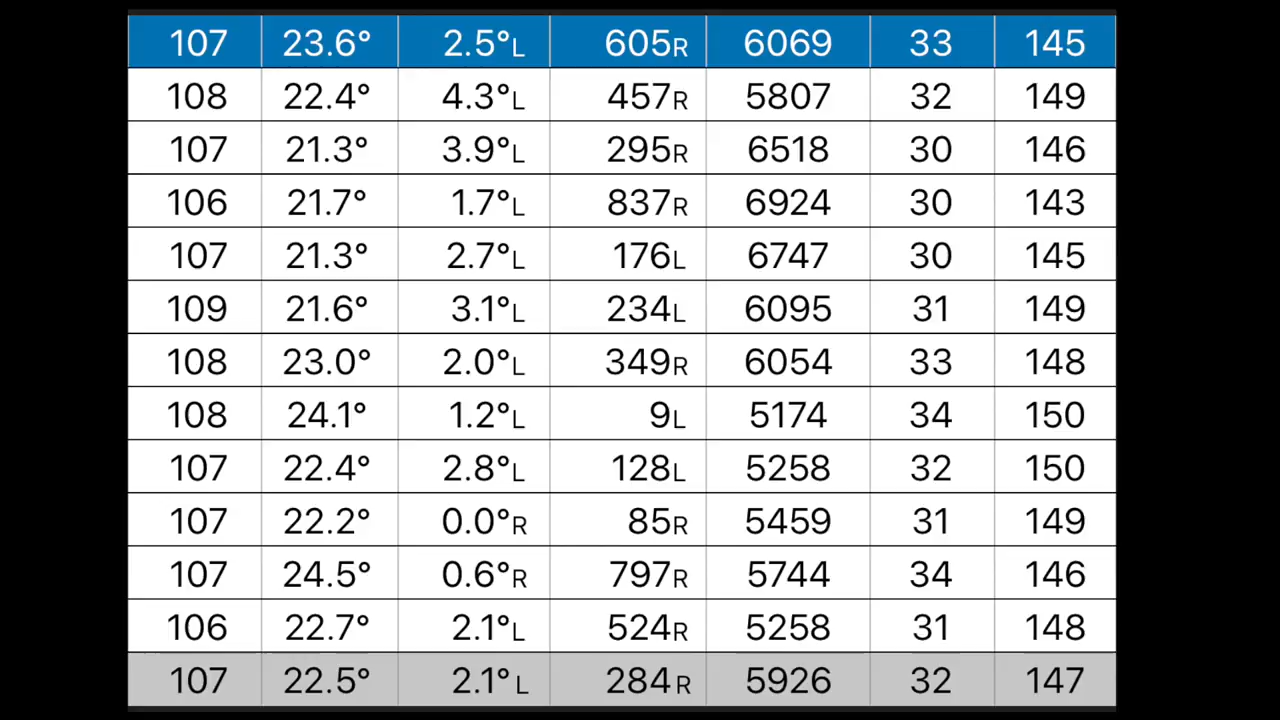 107 23.6° 2.5°L 605R 6069 33 145
108 22.4° 4.3°L 457R 5807 32 149
107 21.3° 3.9°L 295R 6518 30 146
106 21.7° 1.7°L 837R 6924 30 143
107 21.3° 2.7°L 176L 6747 30 145
109 21.6° 3.1°L 234L 6095 31 149
108 23.0° 2.0°L 349R 6054 33 148
108 24.1° 1.2°L 9L 5174 34 150
107 22.4° 2.8°L 128L 5258 32 150
107 22.2° 0.0°R 85R 5459 31 149
107 24.5° 0.6°R 797R 5744 34 146
106 22.7° 2.1°L 524R 5258 31 148
107 22.5° 2.1°L 284R 5926 32 147